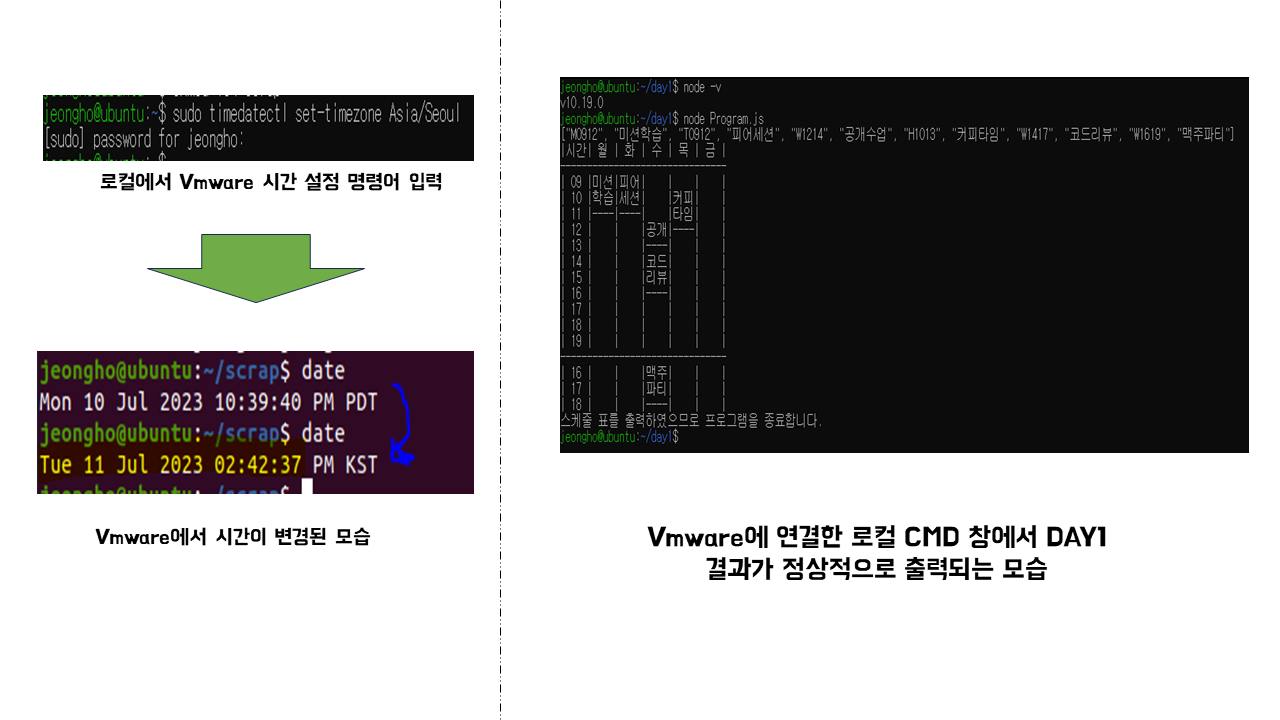 jeongho@ubuntu:~$ sudo timedatectl set-timezone Asia/Seoul
[sudo] password for jeongho:
로컬에서 Vmware 시간 설정 명령어 입력
jeongho@ubuntu:~/scrap$ date
Mon 10 Jul 2023 10:39:40 PM PDT
jeongho@ubuntu:~/scrap$ date
Tue 11 Jul 2023 02:42:37 PM KST
Vmware에서 시간이 변경된 모습
jeongho@ubuntu:~/day1$ node -v
v10.19.0
jeongho@ubuntu:~/day1$ node Program.js
["M0912", "미션학습", "T0912", "피어세션", "W1214", "공개수업", "H1013", "커피타임", "W1417", "코드리뷰", "W1619", "맥주파티"]
|시간| 월 | 화 | 수 | 목 | 금 |
-------------------------------
| 09 |미션|피어|    |    |    |
| 10 |학습|세션|    |커피|    |
| 11 |----|----|    |타임|    |
| 12 |    |    |공개|----|    |
| 13 |    |    |----|    |    |
| 14 |    |    |코드|    |    |
| 15 |    |    |리뷰|    |    |
| 16 |    |    |----|    |    |
| 17 |    |    |    |    |    |
| 18 |    |    |    |    |    |
| 19 |    |    |    |    |    |
-------------------------------
| 16 |    |    |맥주|    |    |
| 17 |    |    |파티|    |    |
| 18 |    |    |----|    |    |
스케줄 표를 출력하였으므로 프로그램을 종료합니다.
jeongho@ubuntu:~/day1$
Vmware에 연결한 로컬 CMD 창에서 DAY1
결과가 정상적으로 출력되는 모습